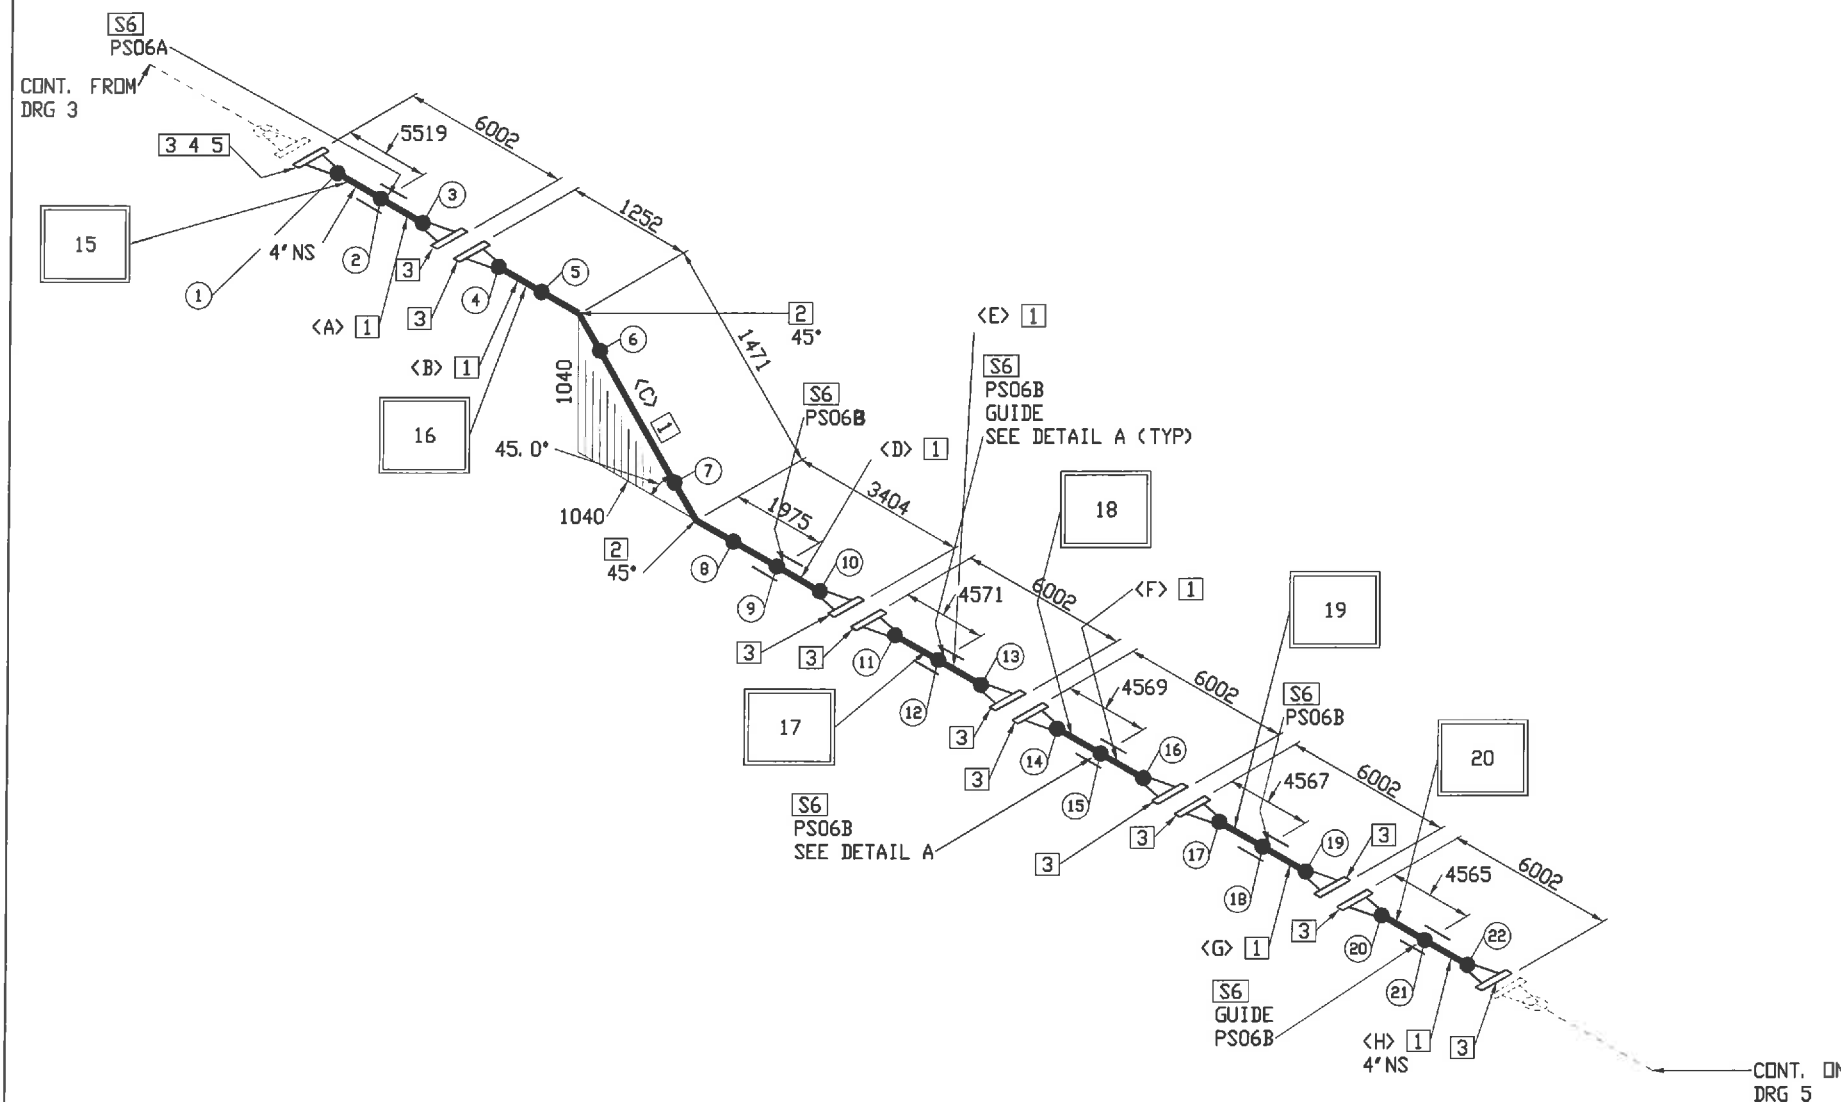 S6
PS06A
CONT. FROM
DRG 3
6002
5519
3 4 5
15
3
4"NS
2
1
3
<A> 1
3
4
5
1252
<B> 1
16
2
45°
6
1040
<C> 1
1471
45.0°
7
1040
2
45°
S6
PS06B
<D> 1
<E> 1
S6
PS06B
GUIDE
SEE DETAIL A (TYP)
3404
1975
8
9
10
3
3
11
12
13
4571
6002
18
<F> 1
17
3
3
14
15
16
4569
6002
19
S6
PS06B
S6
PS06B
SEE DETAIL A
3
3
17
18
19
4567
6002
3
20
<G> 1
3
20
21
22
4565
6002
S6
GUIDE
PS06B
<H> 1
4"NS
3
CONT. ON
DRG 5